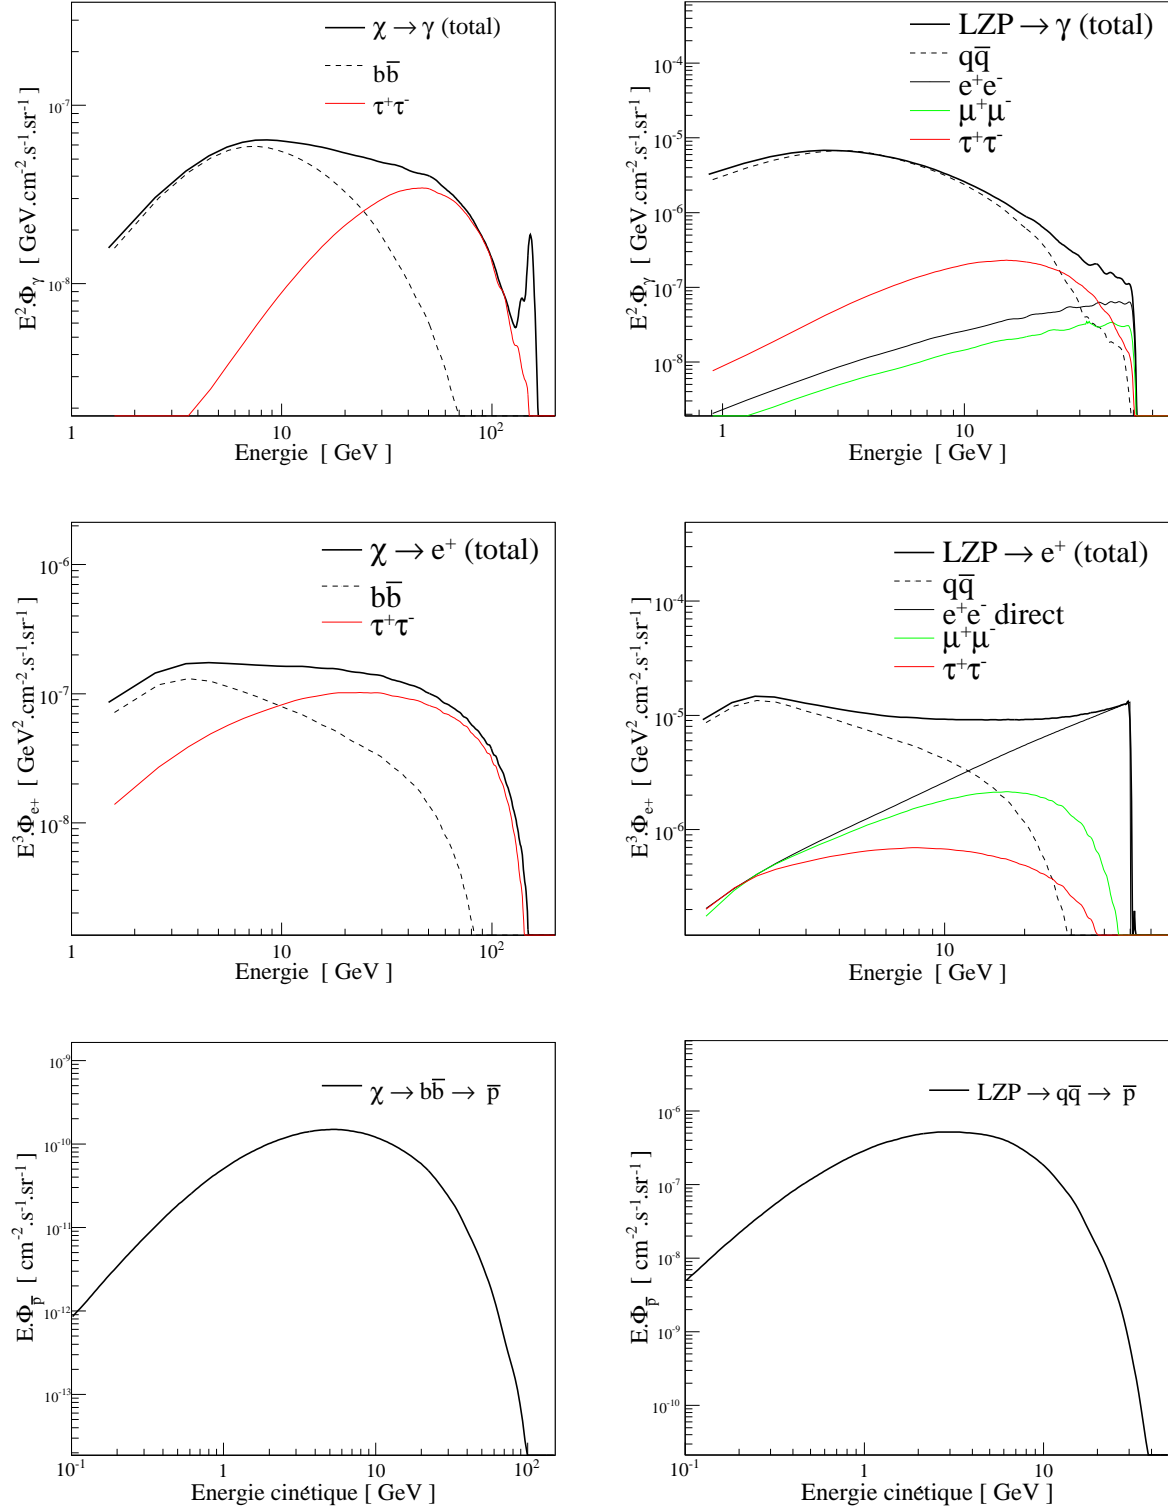 χ → γ (total)
bb̅
τ⁺τ⁻
10⁻⁷
10⁻⁸
E².Φγ [ GeV.cm⁻².s⁻¹.sr⁻¹ ]
1 10 10²
Energie [ GeV ]
LZP → γ (total)
qq̅
e⁺e⁻
μ⁺μ⁻
τ⁺τ⁻
10⁻⁴
10⁻⁵
10⁻⁶
10⁻⁷
10⁻⁸
E².Φγ [ GeV.cm⁻².s⁻¹.sr⁻¹ ]
1 10
Energie [ GeV ]
χ → e⁺ (total)
bb̅
τ⁺τ⁻
10⁻⁶
10⁻⁷
10⁻⁸
E³.Φe+ [ GeV².cm⁻².s⁻¹.sr⁻¹ ]
1 10 10²
Energie [ GeV ]
LZP → e⁺ (total)
qq̅
e⁺e⁻ direct
μ⁺μ⁻
τ⁺τ⁻
10⁻⁴
10⁻⁵
10⁻⁶
E³.Φe+ [ GeV².cm⁻².s⁻¹.sr⁻¹ ]
10
Energie [ GeV ]
χ → bb̅ → p̅
10⁻⁹
10⁻¹⁰
10⁻¹¹
10⁻¹²
10⁻¹³
E.Φp̅ [ cm⁻².s⁻¹.sr⁻¹ ]
10⁻¹ 1 10 10²
Energie cinétique [ GeV ]
LZP → qq̅ → p̅
10⁻⁶
10⁻⁷
10⁻⁸
10⁻⁹
10⁻¹⁰
E.Φp̅ [ cm⁻².s⁻¹.sr⁻¹ ]
10⁻¹ 1 10
Energie cinétique [ GeV ]